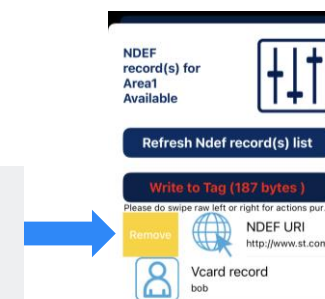 NDEF
record(s) for
Area1
Available
Refresh Ndef record(s) list
Write to Tag (187 bytes )
Please do swipe raw left or right for actions pur
Remove
NDEF URI
http://www.st.com
Vcard record
bob